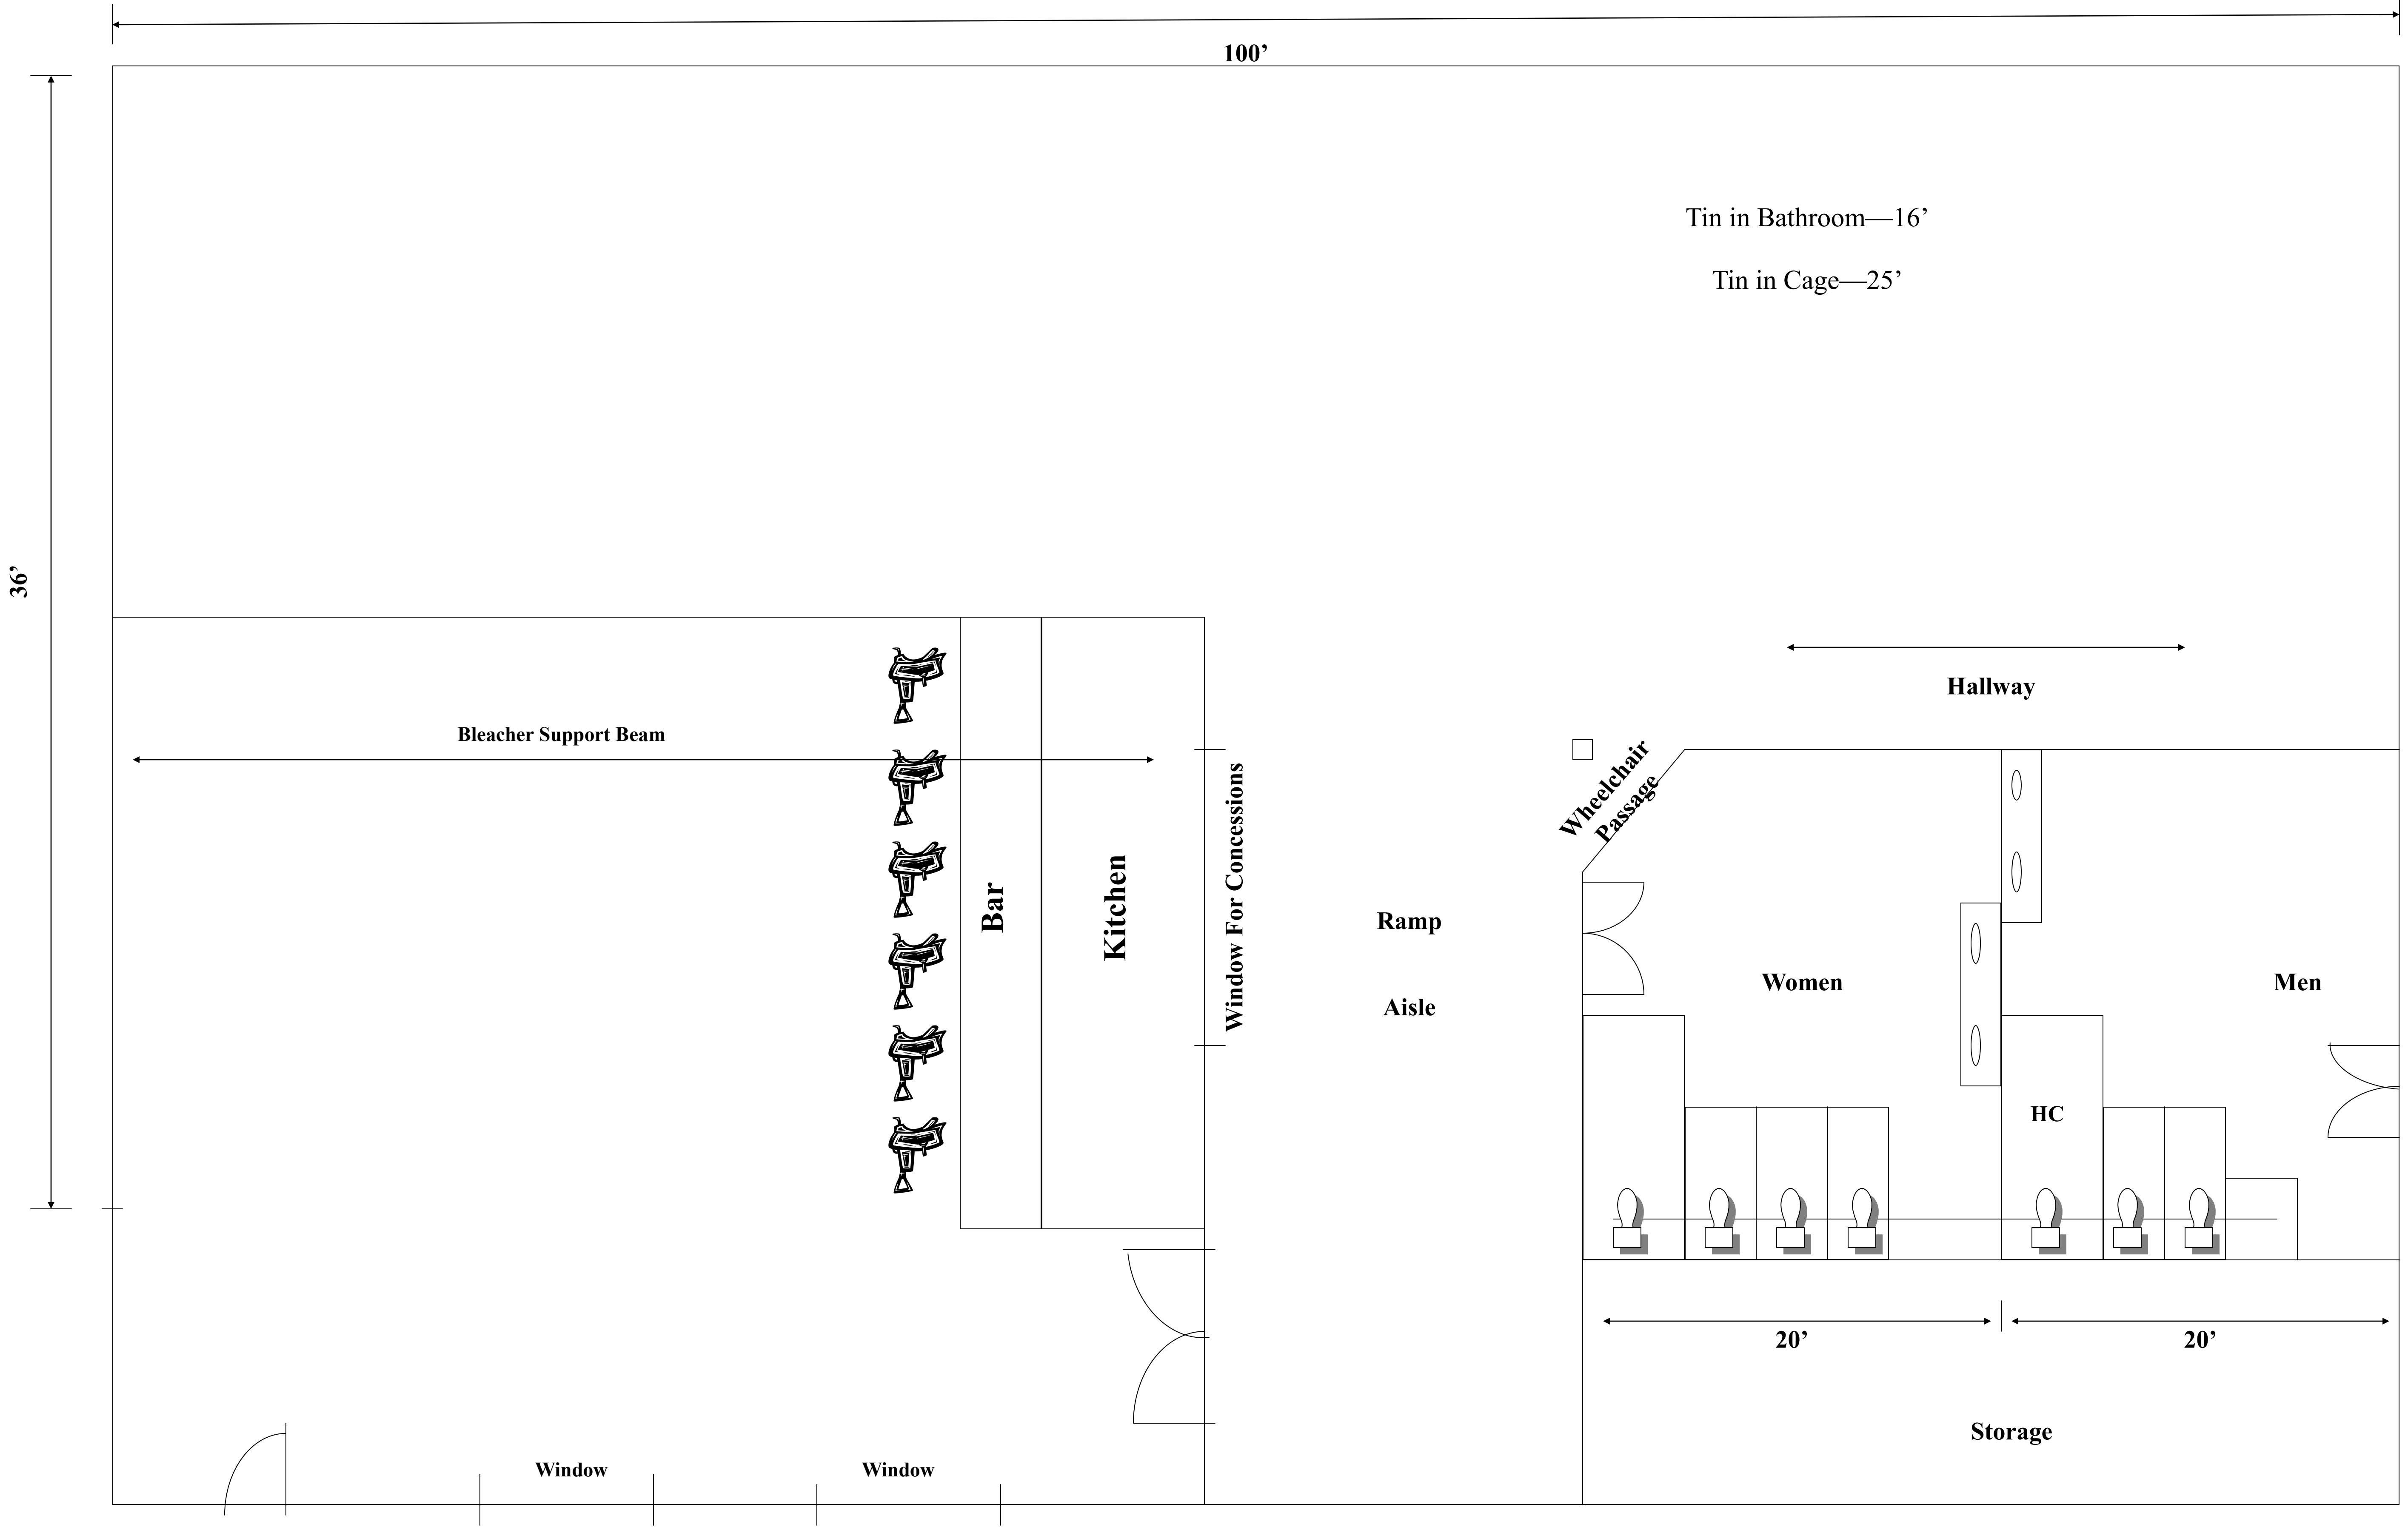 100’
Tin in Bathroom—16’
Tin in Cage—25’
36’
Hallway
Bleacher Support Beam
Wheelchair
Passage
Window For Concessions
Bar
Kitchen
Ramp
Aisle
Women
Men
HC
20’
20’
Storage
Window
Window